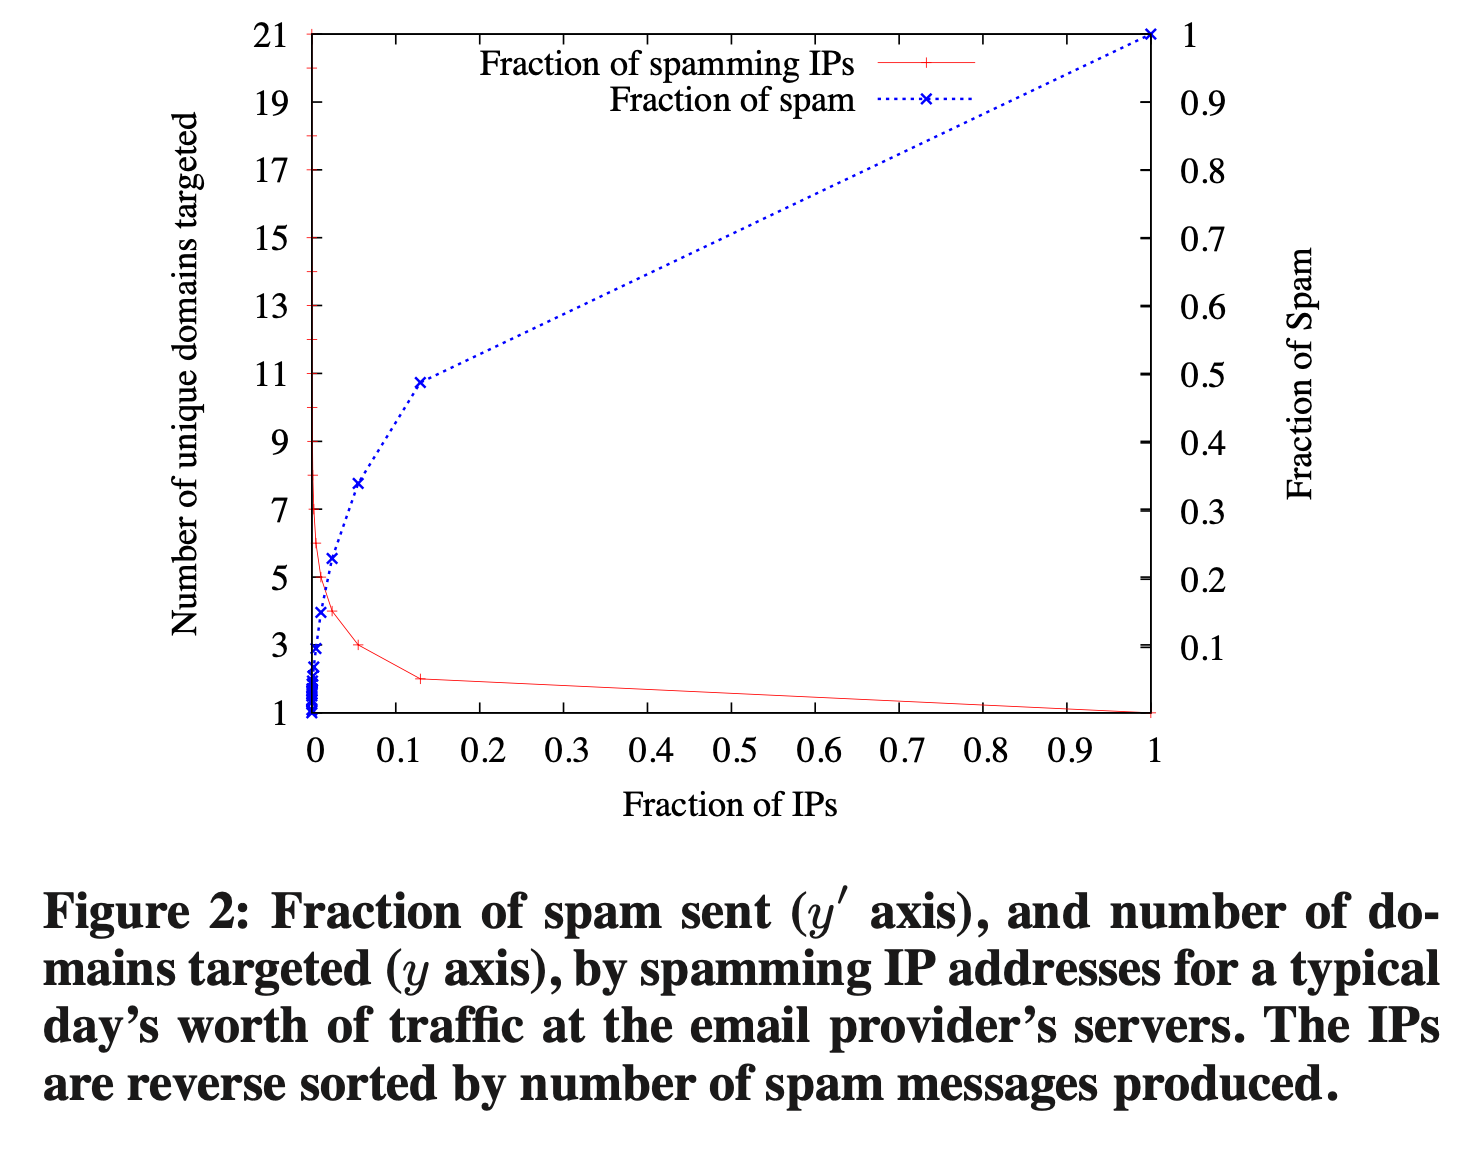 21
19
17
15
13
11
9
7
5
3
1
Number of unique domains targeted
Fraction of spamming IPs
Fraction of spam
1
0.9
0.8
0.7
0.6
0.5
0.4
0.3
0.2
0.1
Fraction of Spam
0 0.1 0.2 0.3 0.4 0.5 0.6 0.7 0.8 0.9 1
Fraction of IPs
Figure 2: Fraction of spam sent (y′ axis), and number of do-
mains targeted (y axis), by spamming IP addresses for a typical
day’s worth of traffic at the email provider’s servers. The IPs
are reverse sorted by number of spam messages produced.